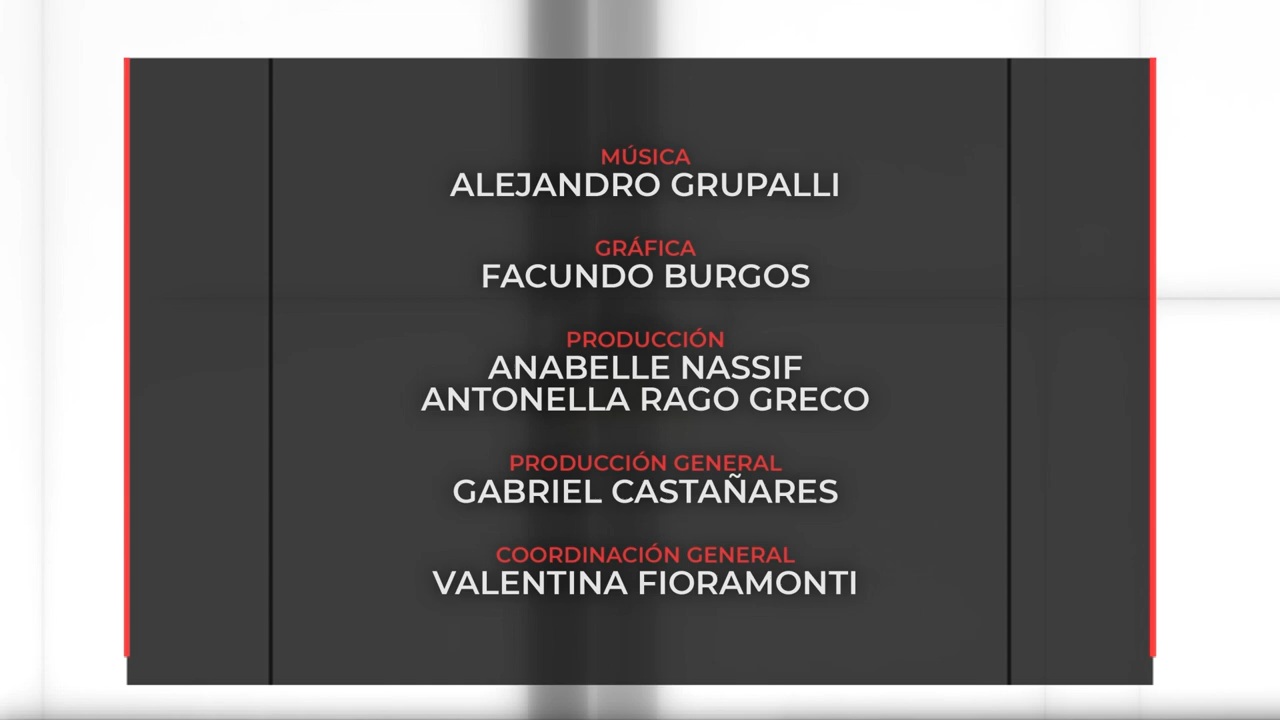 MÚSICA
ALEJANDRO GRUPALLI
GRÁFICA
FACUNDO BURGOS
PRODUCCIÓN
ANABELLE NASSIF
ANTONELLA RAGO GRECO
PRODUCCIÓN GENERAL
GABRIEL CASTAÑARES
COORDINACIÓN GENERAL
VALENTINA FIORAMONTI